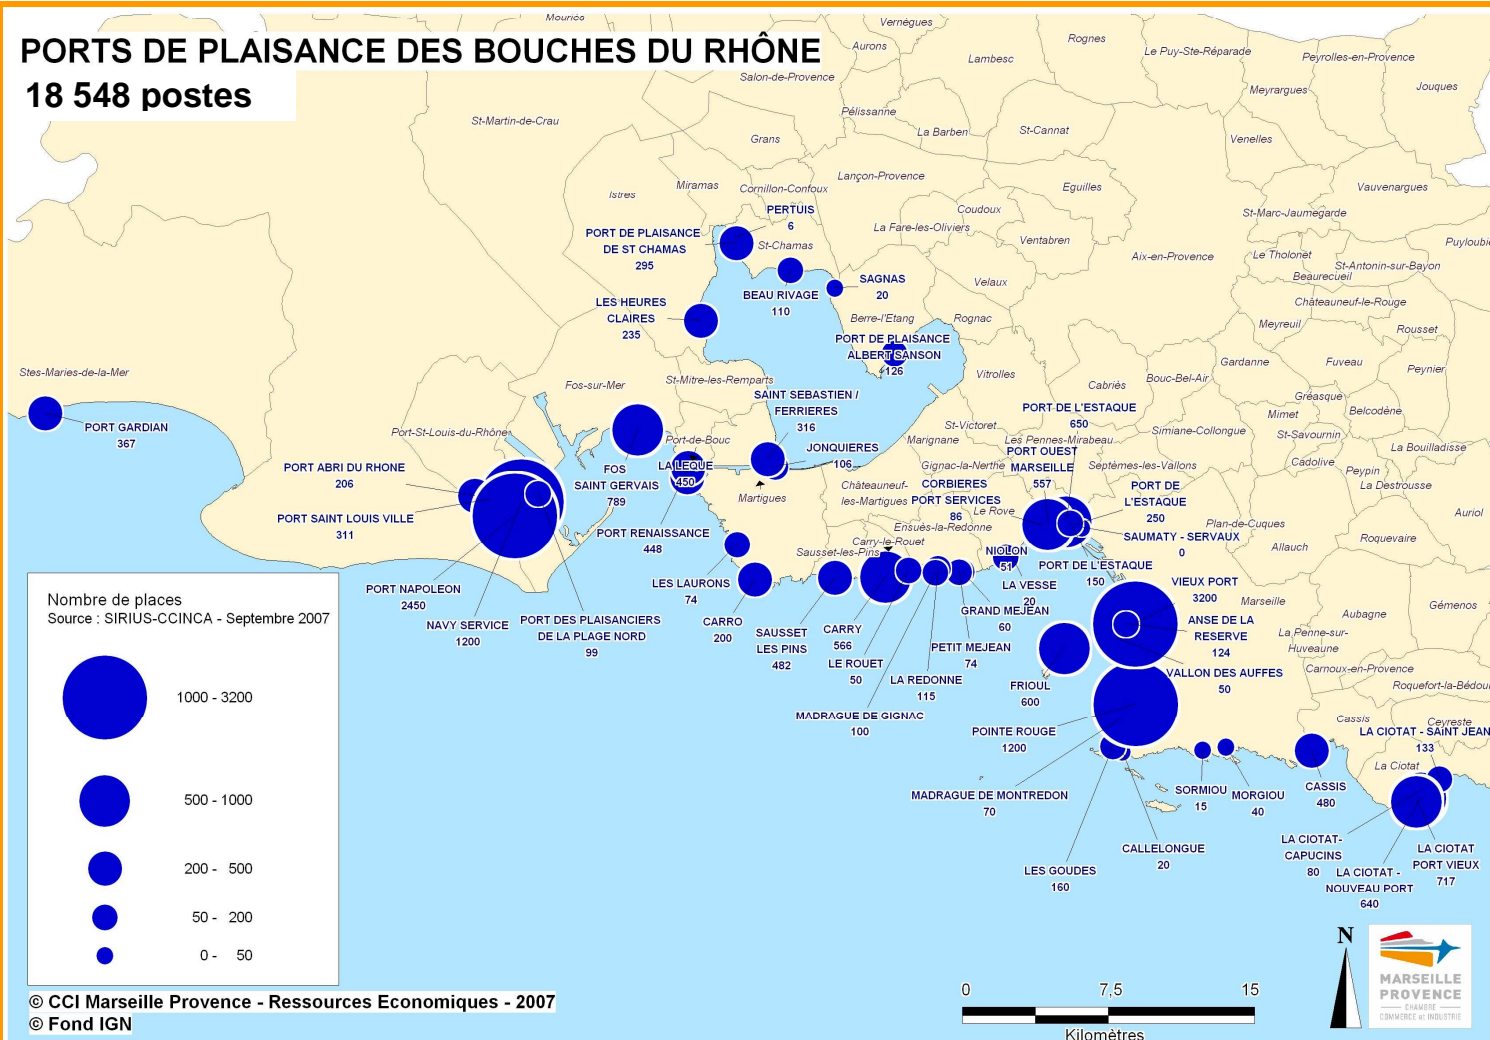 Mouriès
Vernègues
PORTS DE PLAISANCE DES BOUCHES DU RHÔNE
18 548 postes
Aurons
Rognes
Lambesc
Le Puy-Ste-Réparade
Peyrolles-en-Provence
Salon-de-Provence
Meyrargues
Jouques
Pélissanne
St-Martin-de-Crau
La Barben
St-Cannat
Grans
Venelles
Lançon-Provence
Istres
Miramas
Cornillon-Confoux
Eguilles
Vauvenargues
PERTUIS
6
Coudoux
St-Marc-Jaumegarde
PORT DE PLAISANCE
DE ST CHAMAS
295
St-Chamas
La Fare-les-Oliviers
Ventabren
Aix-en-Provence
Le Tholonet
Puyloubie
St-Antonin-sur-Bayon
Beaurecueil
BEAU RIVAGE
110
SAGNAS
20
Velaux
Châteauneuf-le-Rouge
LES HEURES
CLAIRES
235
Berre-l'Etang
Rognac
Meyreuil
Rousset
PORT DE PLAISANCE
ALBERT SANSON
126
Stes-Maries-de-la-Mer
Fos-sur-Mer
St-Mitre-les-Remparts
Vitrolles
Cabriès
Bouc-Bel-Air
Gardanne
Fuveau
Peynier
Gréasque
SAINT SEBASTIEN /
FERRIERES
316
PORT DE L'ESTAQUE
650
Mimet
Belcodène
PORT GARDIAN
367
Port-St-Louis-du-Rhône
Port-de-Bouc
St-Victoret
Marignane
Les Pennes-Mirabeau
Simiane-Collongue
St-Savournin
La Bouilladisse
JONQUIERES
106
PORT OUEST
MARSEILLE
557
PORT ABRI DU RHONE
206
FOS
SAINT GERVAIS
789
LA LEQUE
450
Gignac-la-Nerthe
Septèmes-les-Vallons
Cadolive
Peypin
La Destrousse
Martigues
Châteauneuf-
les-Martigues
CORBIERES
PORT SERVICES
86
PORT DE
L'ESTAQUE
250
PORT SAINT LOUIS VILLE
311
Le Rove
Auriol
Ensuès-la-Redonne
Plan-de-Cuques
PORT RENAISSANCE
448
Carry-le-Rouet
Sausset-les-Pins
SAUMATY - SERVAUX
0
Roquevaire
Allauch
NIOLON
51
PORT DE L'ESTAQUE
150
LES LAURONS
74
LA VESSE
20
VIEUX PORT
3200
PORT NAPOLEON
2450
Marseille
Gémenos
Aubagne
NAVY SERVICE
1200
PORT DES PLAISANCIERS
DE LA PLAGE NORD
99
CARRO
200
SAUSSET
LES PINS
482
CARRY
566
GRAND MEJEAN
60
ANSE DE LA
RESERVE
124
La Penne-sur-
Huveaune
PETIT MEJEAN
74
LE ROUET
50
VALLON DES AUFFES
50
Carnoux-en-Provence
LA REDONNE
115
FRIOUL
600
Roquefort-la-Bédou
MADRAGUE DE GIGNAC
100
POINTE ROUGE
1200
Cassis
Ceyreste
LA CIOTAT - SAINT JEAN
133
La Ciotat
MADRAGUE DE MONTREDON
70
SORMIOU
15
MORGIOU
40
CASSIS
480
CALLELONGUE
20
LES GOUDES
160
LA CIOTAT-
CAPUCINS
80
LA CIOTAT -
NOUVEAU PORT
640
LA CIOTAT
PORT VIEUX
717
Nombre de places
Source : SIRIUS-CCINCA - Septembre 2007
1000 - 3200
500 - 1000
200 - 500
50 - 200
0 - 50
© CCI Marseille Provence - Ressources Economiques - 2007
© Fond IGN
0 7,5 15
Kilomètres
N
MARSEILLE
PROVENCE
CHAMBRE
COMMERCE et INDUSTRIE